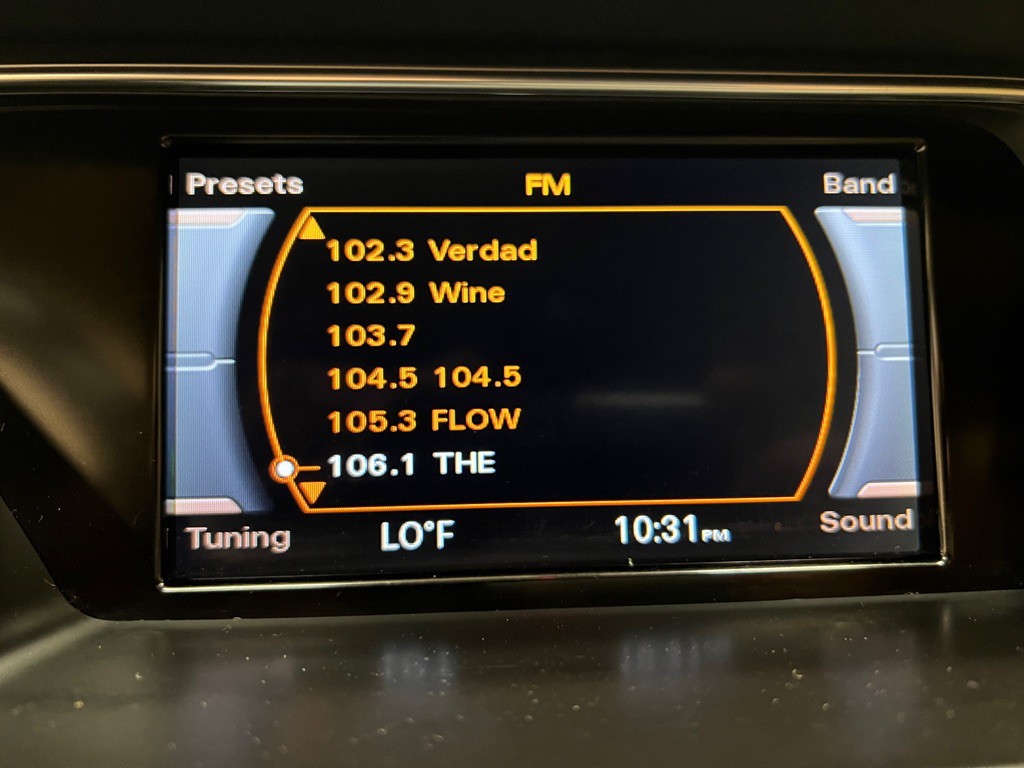 Presets FM Band
102.3 Verdad
102.9 Wine
103.7
104.5 104.5
105.3 FLOW
106.1 THE
Tuning LO°F 10:31PM Sound